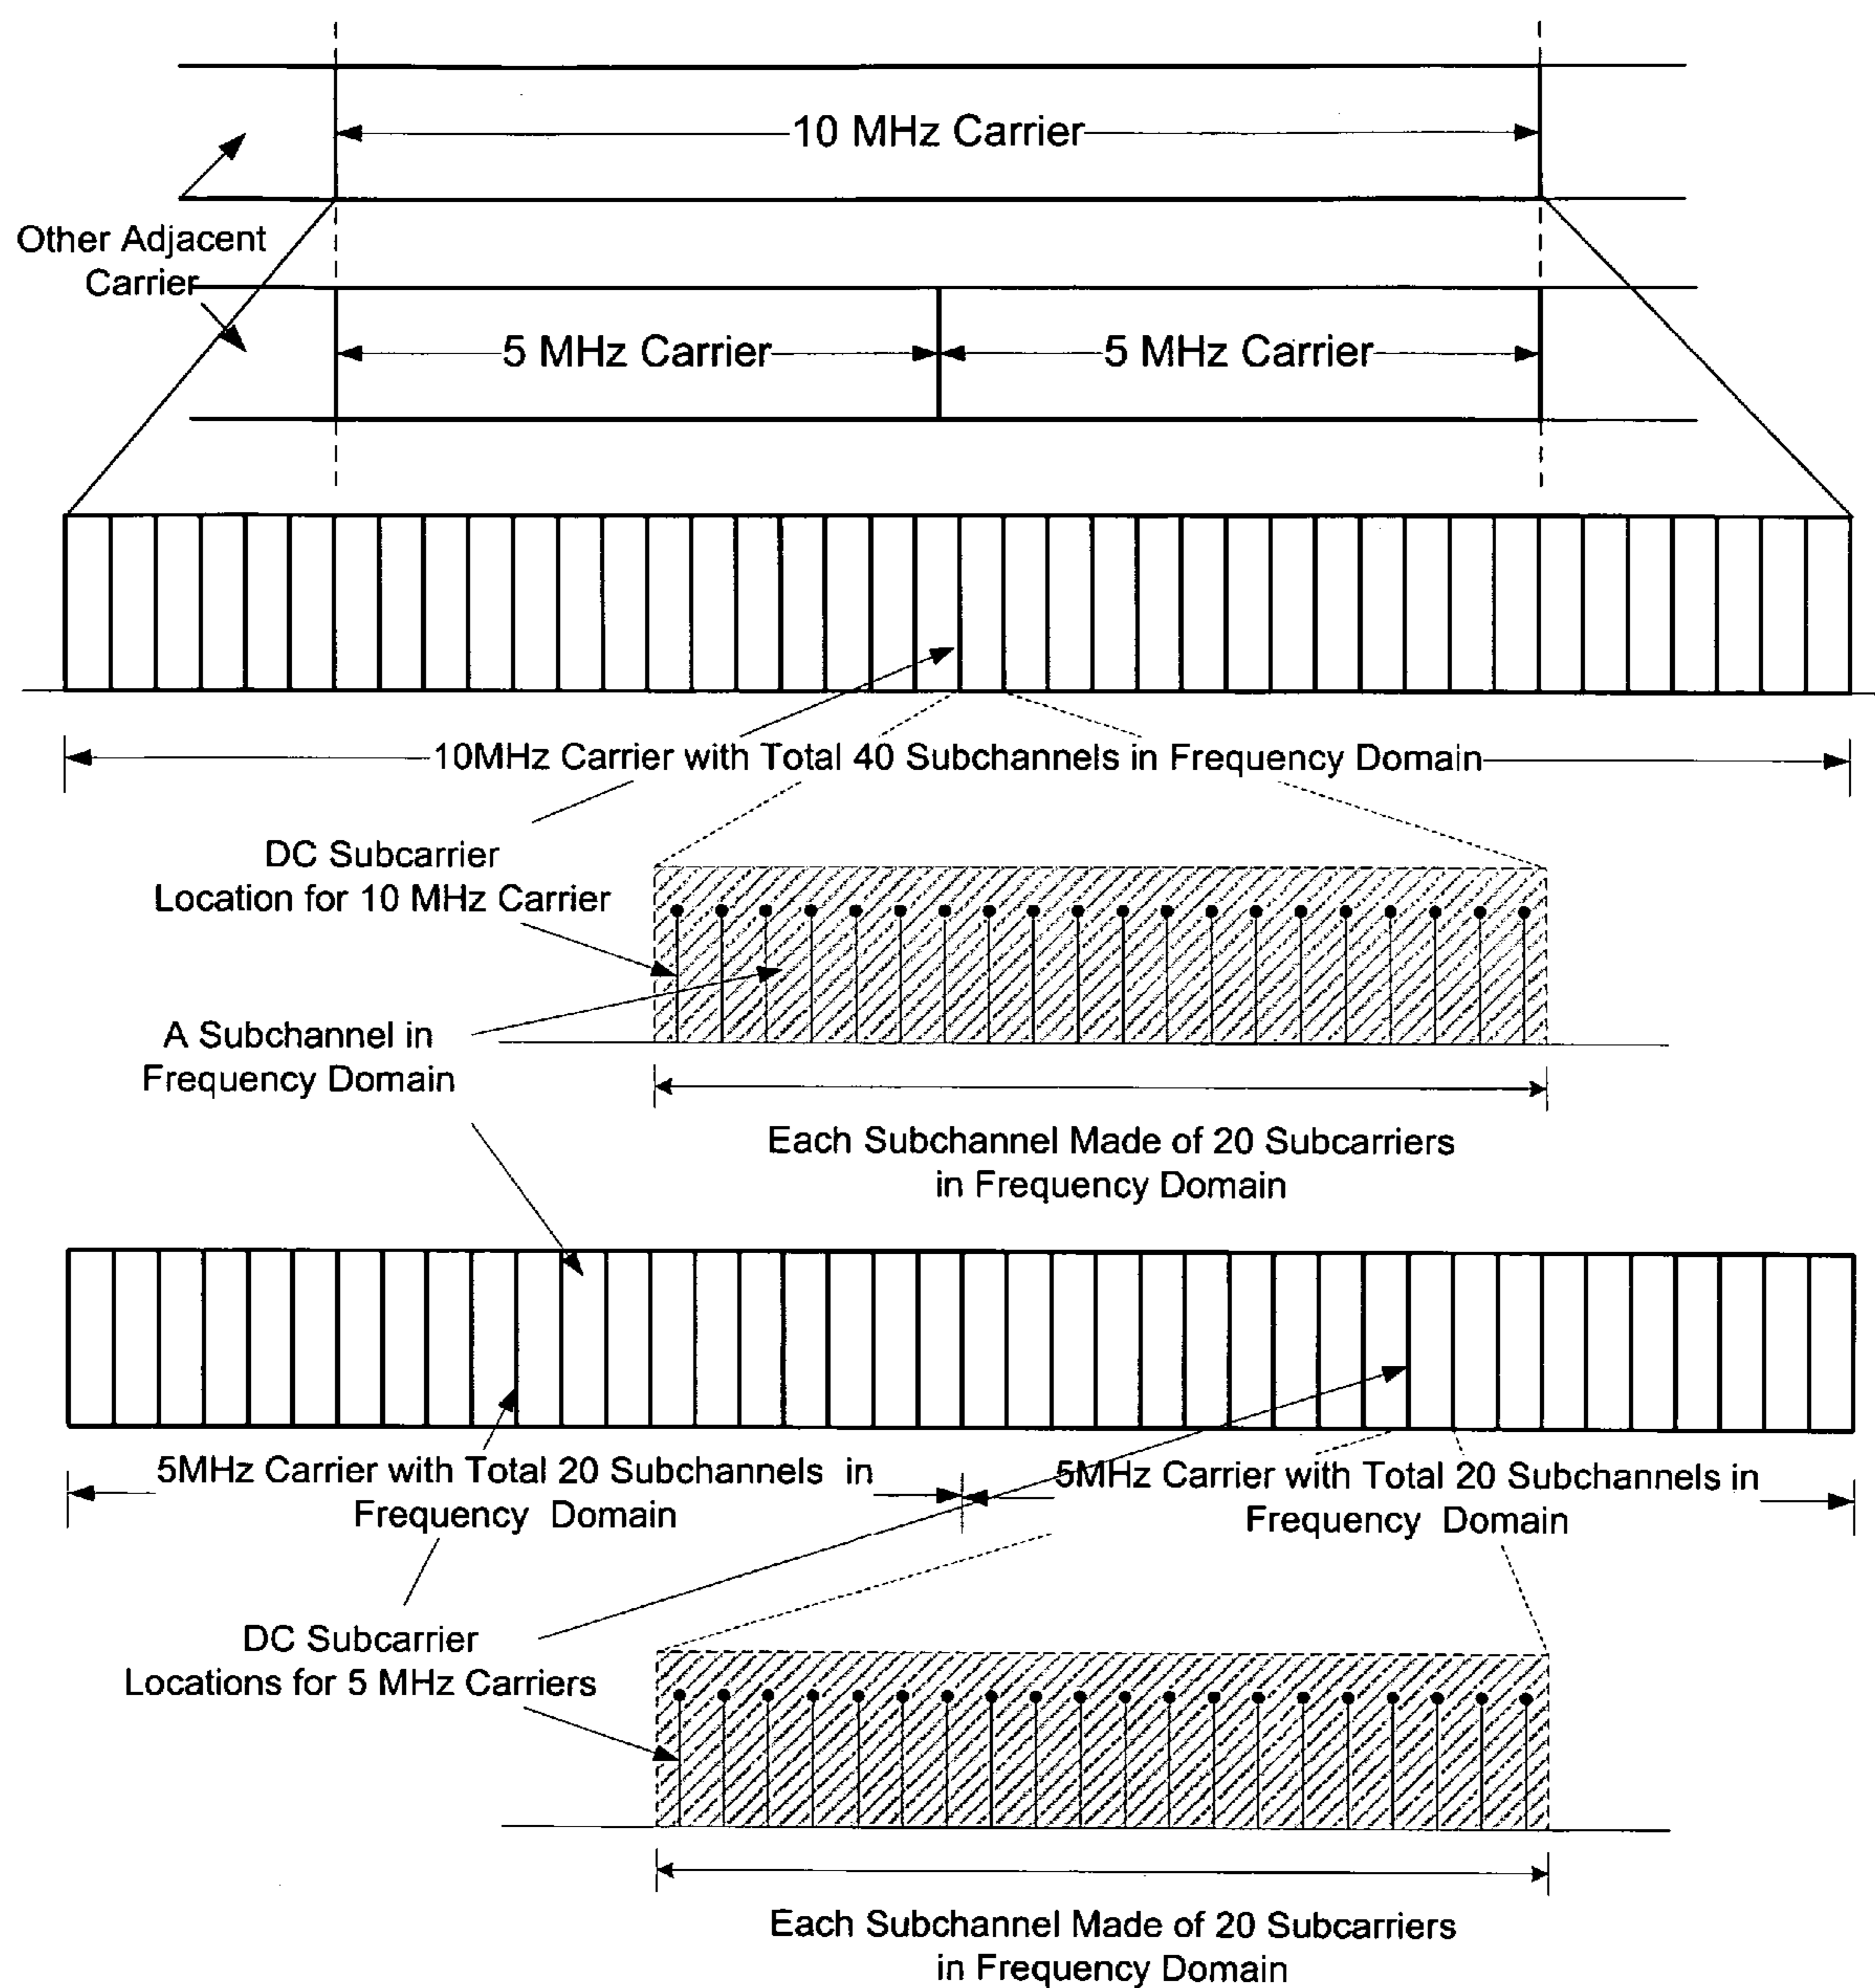 10 MHz Carrier
Other Adjacent
Carrier
5 MHz Carrier
5 MHz Carrier
10MHz Carrier with Total 40 Subchannels in Frequency Domain
DC Subcarrier
Location for 10 MHz Carrier
A Subchannel in
Frequency Domain
Each Subchannel Made of 20 Subcarriers
in Frequency Domain
5MHz Carrier with Total 20 Subchannels in
Frequency Domain
5MHz Carrier with Total 20 Subchannels in
Frequency Domain
DC Subcarrier
Locations for 5 MHz Carriers
Each Subchannel Made of 20 Subcarriers
in Frequency Domain